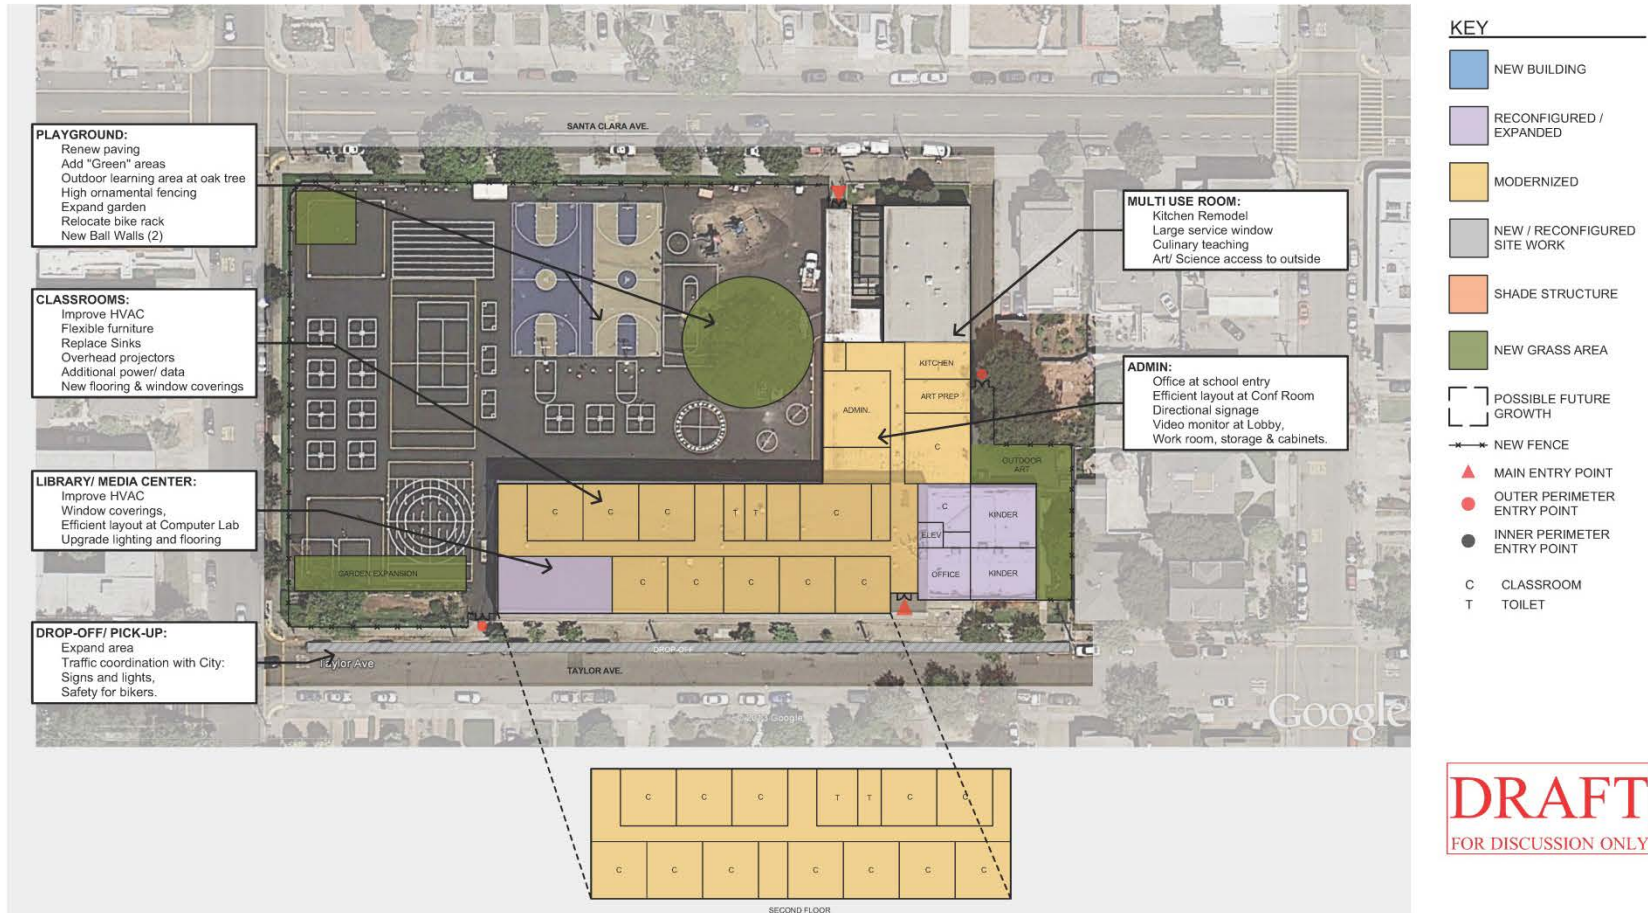 SANTA CLARA AVE.
PLAYGROUND:
Renew paving
Add "Green" areas
Outdoor learning area at oak tree
High ornamental fencing
Expand garden
Relocate bike rack
New Ball Walls (2)
CLASSROOMS:
Improve HVAC
Flexible furniture
Replace Sinks
Overhead projectors
Additional power/ data
New flooring & window coverings
LIBRARY/ MEDIA CENTER:
Improve HVAC
Window coverings,
Efficient layout at Computer Lab
Upgrade lighting and flooring
DROP-OFF/ PICK-UP:
Expand area
Traffic coordination with City:
Signs and lights,
Safety for bikers.
MULTI USE ROOM:
Kitchen Remodel
Large service window
Culinary teaching
Art/ Science access to outside
ADMIN:
Office at school entry
Efficient layout at Conf Room
Directional signage
Video monitor at Lobby,
Work room, storage & cabinets.
KITCHEN
ADMIN.
ART PREP
C
OUTDOOR
ART
C C C T T C
C
KINDER
ELEV
GARDEN EXPANSION
C C C C C
OFFICE
KINDER
DROP-OFF
Taylor Ave
TAYLOR AVE.
Google
C C C T T C C
C C C C C C C
SECOND FLOOR
KEY
NEW BUILDING
RECONFIGURED /
EXPANDED
MODERNIZED
NEW / RECONFIGURED
SITE WORK
SHADE STRUCTURE
NEW GRASS AREA
POSSIBLE FUTURE
GROWTH
NEW FENCE
MAIN ENTRY POINT
OUTER PERIMETER
ENTRY POINT
INNER PERIMETER
ENTRY POINT
C CLASSROOM
T TOILET
DRAFT
FOR DISCUSSION ONLY